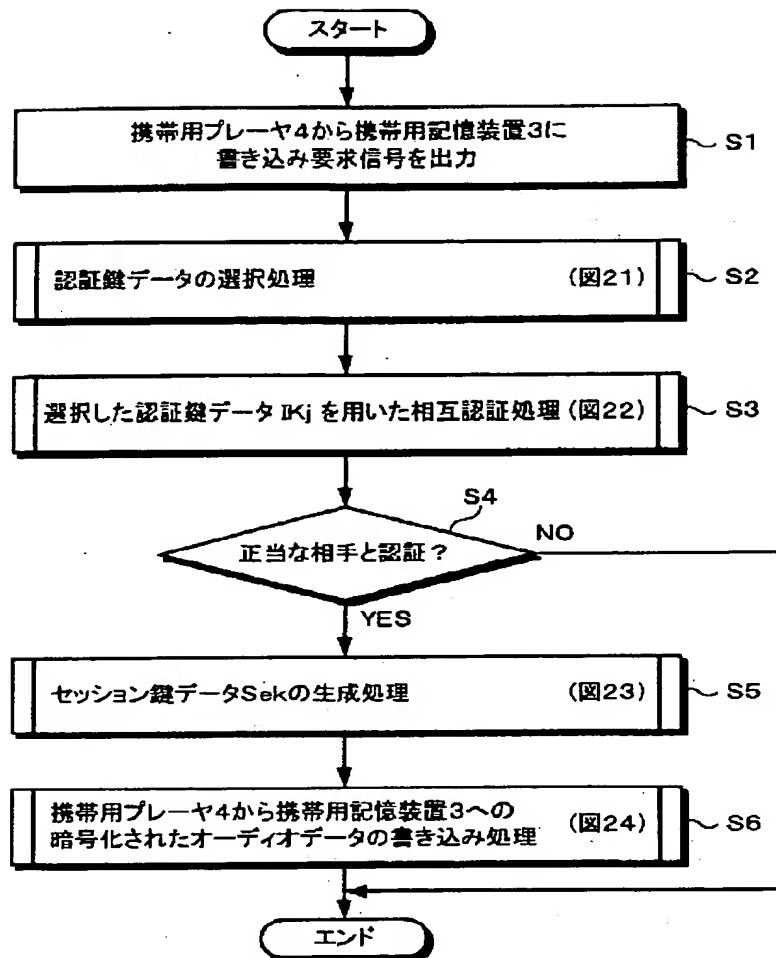 スタート
携帯用プレーヤ4から携帯用記憶装置3に
書き込み要求信号を出力
S1
認証鍵データの選択処理 (図21)
S2
選択した認証鍵データ IKj を用いた相互認証処理(図22)
S3
S4
正当な相手と認証?
NO
YES
セッション鍵データSekの生成処理 (図23)
S5
携帯用プレーヤ4から携帯用記憶装置3への
暗号化されたオーディオデータの書き込み処理
(図24)
S6
エンド